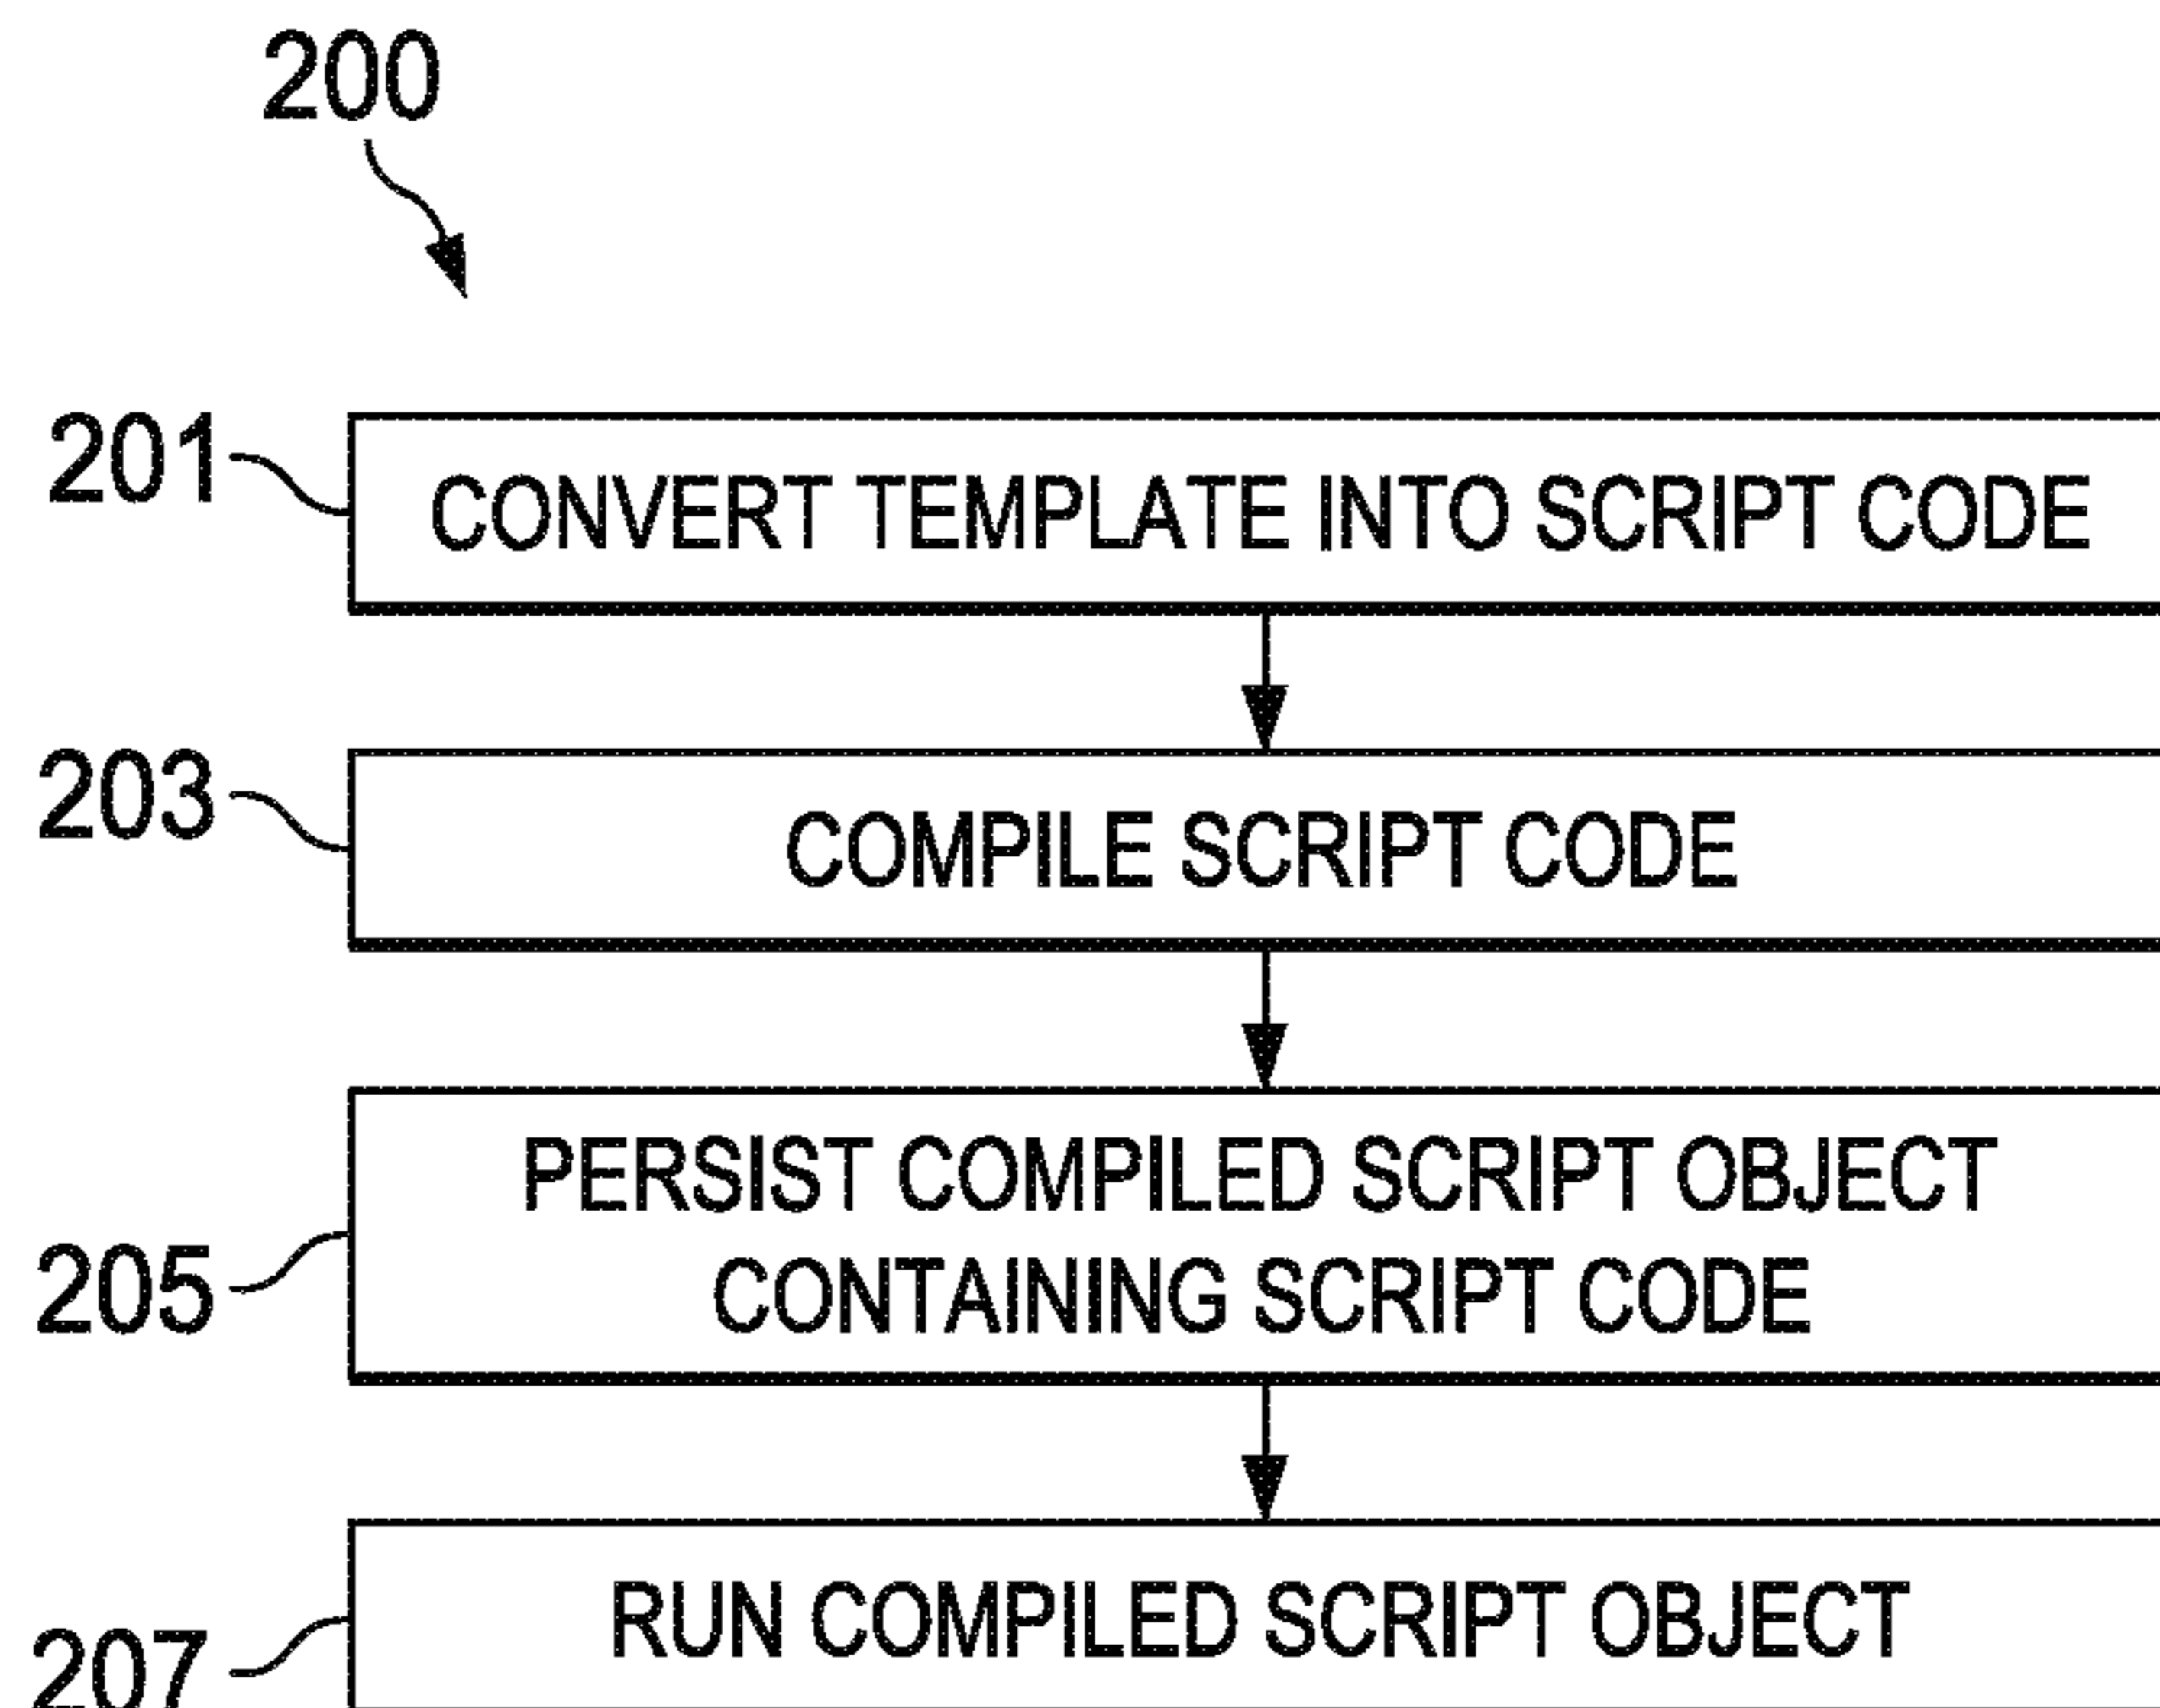 200
201
CONVERT TEMPLATE INTO SCRIPT CODE
203
COMPILE SCRIPT CODE
205
PERSIST COMPILED SCRIPT OBJECT
CONTAINING SCRIPT CODE
207
RUN COMPILED SCRIPT OBJECT